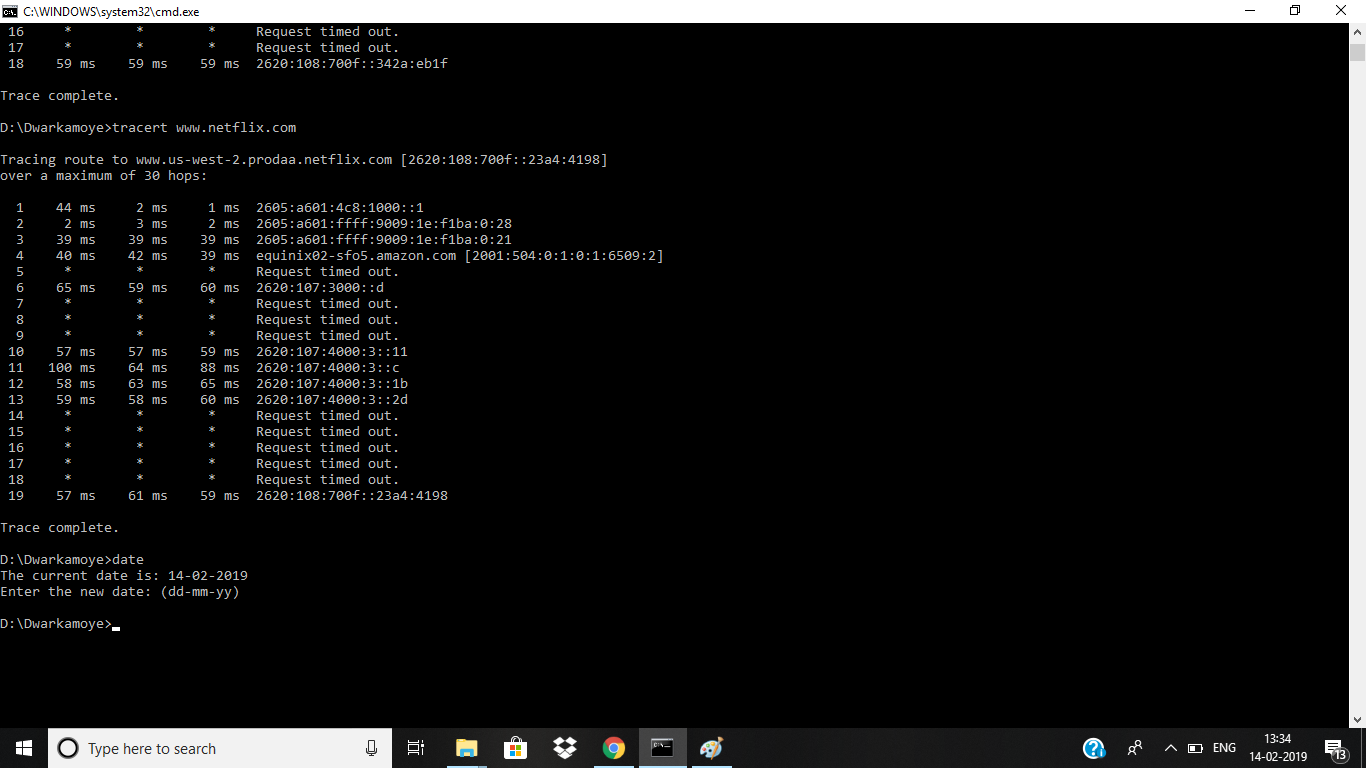 C:\WINDOWS\system32\cmd.exe
16 * * * Request timed out.
17 * * * Request timed out.
18 59 ms 59 ms 59 ms 2620:108:700f::342a:eb1f
Trace complete.
D:\Dwarkamoye>tracert www.netflix.com
Tracing route to www.us-west-2.prodaa.netflix.com [2620:108:700f::23a4:4198]
over a maximum of 30 hops:
1 44 ms 2 ms 1 ms 2605:a601:4c8:1000::1
2 2 ms 3 ms 2 ms 2605:a601:ffff:9009:1e:f1ba:0:28
3 39 ms 39 ms 39 ms 2605:a601:ffff:9009:1e:f1ba:0:21
4 40 ms 42 ms 39 ms equinix02-sfo5.amazon.com [2001:504:0:1:0:1:6509:2]
5 * * * Request timed out.
6 65 ms 59 ms 60 ms 2620:107:3000::d
7 * * * Request timed out.
8 * * * Request timed out.
9 * * * Request timed out.
10 57 ms 57 ms 59 ms 2620:107:4000:3::11
11 100 ms 64 ms 88 ms 2620:107:4000:3::c
12 58 ms 63 ms 65 ms 2620:107:4000:3::1b
13 59 ms 58 ms 60 ms 2620:107:4000:3::2d
14 * * * Request timed out.
15 * * * Request timed out.
16 * * * Request timed out.
17 * * * Request timed out.
18 * * * Request timed out.
19 57 ms 61 ms 59 ms 2620:108:700f::23a4:4198
Trace complete.
D:\Dwarkamoye>date
The current date is: 14-02-2019
Enter the new date: (dd-mm-yy)
D:\Dwarkamoye>
Type here to search
ENG
13:34
14-02-2019
13